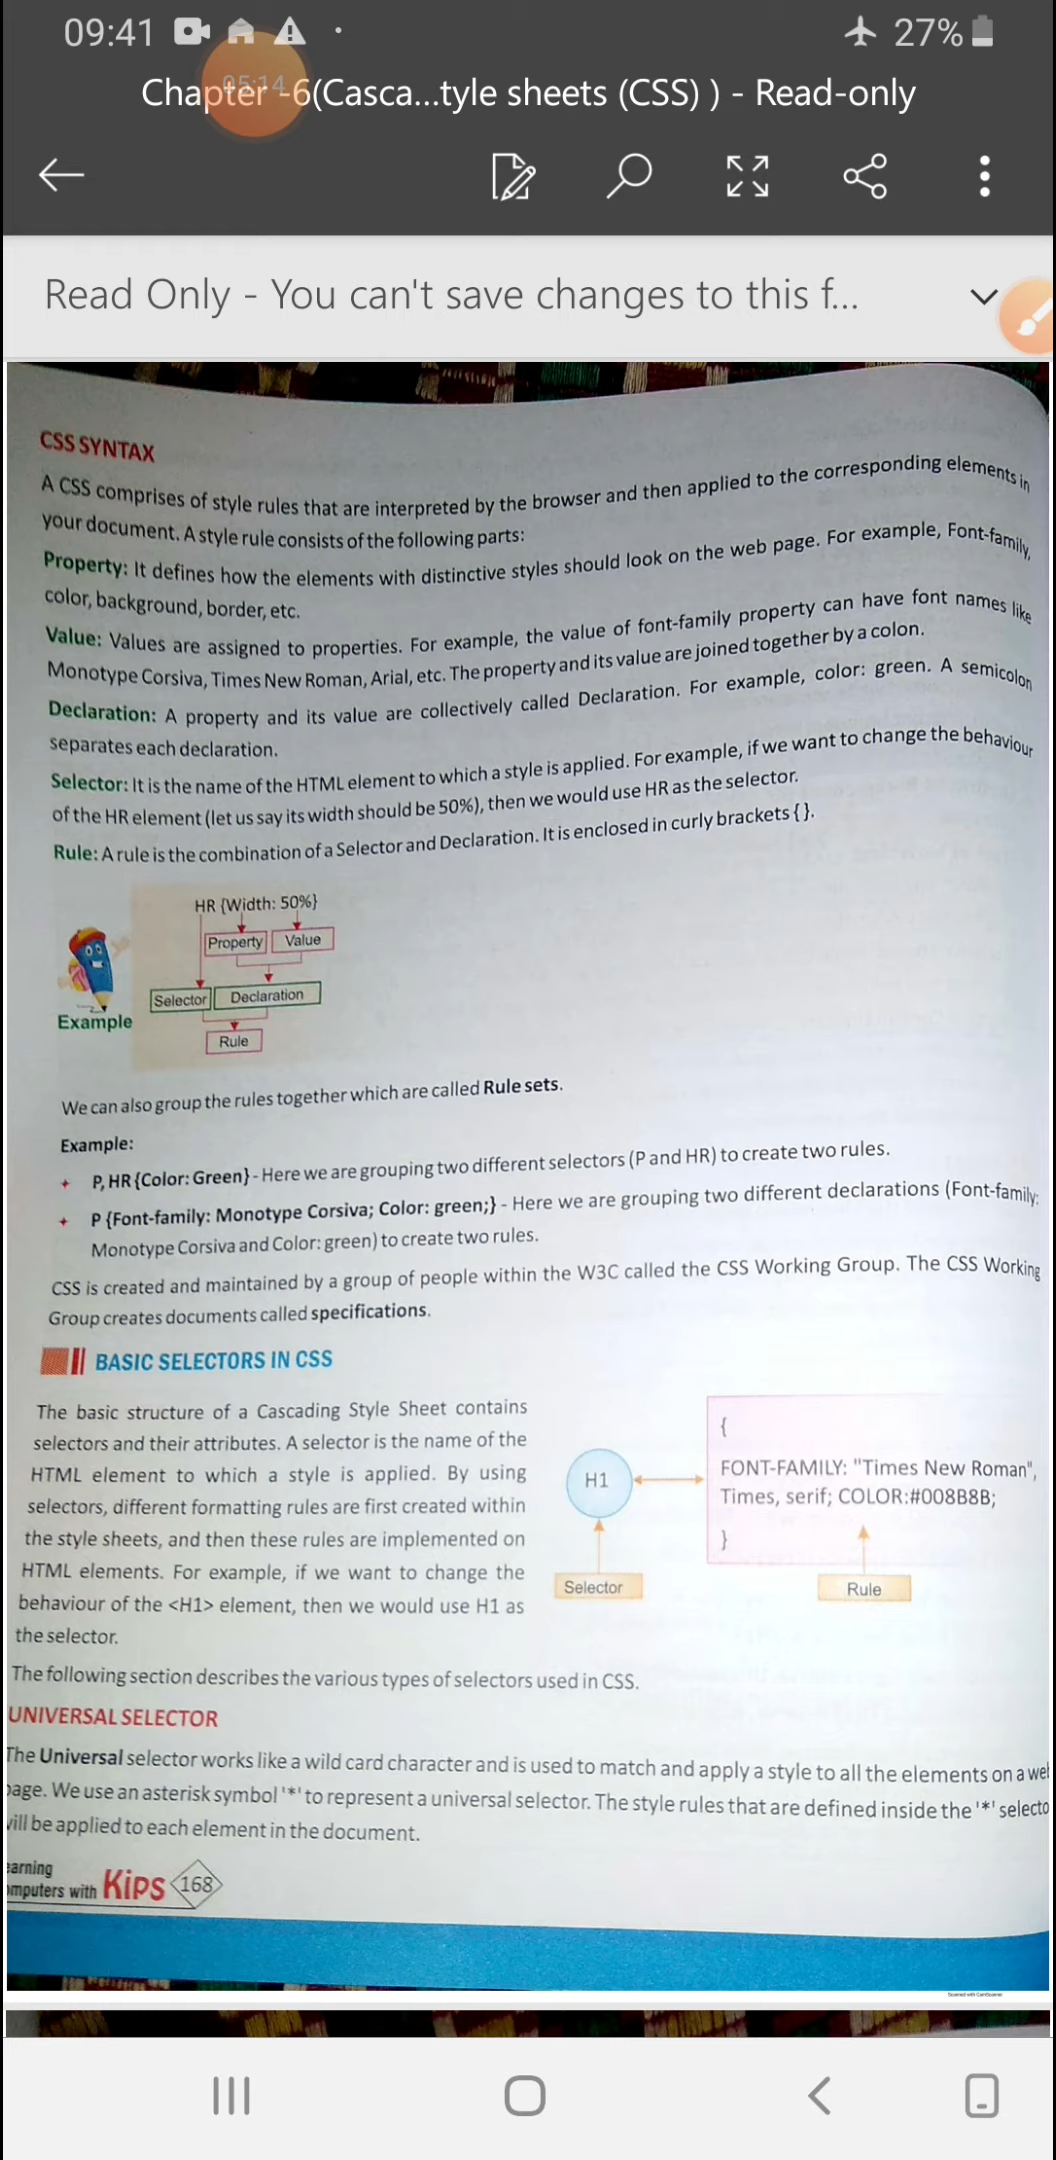 09:41
27%
05:14
Chapter -6(Casca...tyle sheets (CSS) ) - Read-only
Read Only - You can't save changes to this f...
CSS SYNTAX
A CSS comprises of style rules that are interpreted by the browser and then applied to the corresponding elements in
your document. A style rule consists of the following parts:
Property: It defines how the elements with distinctive styles should look on the web page. For example, Font-family,
color, background, border, etc.
Value: Values are assigned to properties. For example, the value of font-family property can have font names like
Monotype Corsiva, Times New Roman, Arial, etc. The property and its value are joined together by a colon.
Declaration: A property and its value are collectively called Declaration. For example, color: green. A semicolon
separates each declaration.
Selector: It is the name of the HTML element to which a style is applied. For example, if we want to change the behaviour
of the HR element (let us say its width should be 50%), then we would use HR as the selector.
Rule: A rule is the combination of a Selector and Declaration. It is enclosed in curly brackets { }.
HR {Width: 50%}
Property Value
Selector Declaration
Example
Rule
We can also group the rules together which are called Rule sets.
Example:
P, HR {Color: Green} - Here we are grouping two different selectors (P and HR) to create two rules.
P {Font-family: Monotype Corsiva; Color: green;} - Here we are grouping two different declarations (Font-family:
Monotype Corsiva and Color: green) to create two rules.
CSS is created and maintained by a group of people within the W3C called the CSS Working Group. The CSS Working
Group creates documents called specifications.
BASIC SELECTORS IN CSS
The basic structure of a Cascading Style Sheet contains
selectors and their attributes. A selector is the name of the
HTML element to which a style is applied. By using
selectors, different formatting rules are first created within
the style sheets, and then these rules are implemented on
HTML elements. For example, if we want to change the
behaviour of the <H1> element, then we would use H1 as
the selector.
H1
Selector
{
FONT-FAMILY: "Times New Roman",
Times, serif; COLOR:#008B8B;
}
Rule
The following section describes the various types of selectors used in CSS.
UNIVERSAL SELECTOR
The Universal selector works like a wild card character and is used to match and apply a style to all the elements on a we
page. We use an asterisk symbol '*' to represent a universal selector. The style rules that are defined inside the '*' selecto
will be applied to each element in the document.
earning
omputers with Kips 168
Scanned with CamScanner